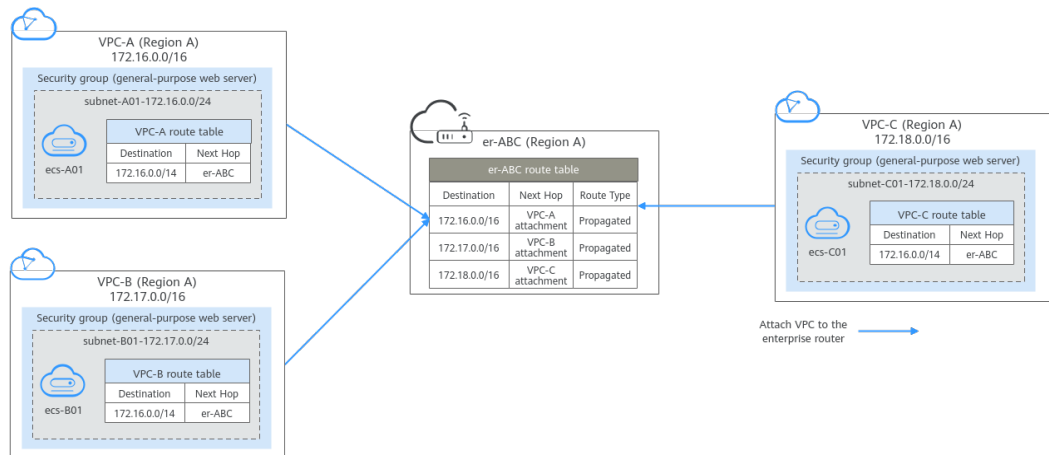 VPC-A (Region A)
172.16.0.0/16
Security group (general-purpose web server)
subnet-A01-172.16.0.0/24
VPC-A route table
Destination Next Hop
172.16.0.0/14 er-ABC
ecs-A01
VPC-B (Region A)
172.17.0.0/16
Security group (general-purpose web server)
subnet-B01-172.17.0.0/24
VPC-B route table
Destination Next Hop
172.16.0.0/14 er-ABC
ecs-B01
er-ABC (Region A)
er-ABC route table
Destination Next Hop Route Type
172.16.0.0/16 VPC-A attachment Propagated
172.17.0.0/16 VPC-B attachment Propagated
172.18.0.0/16 VPC-C attachment Propagated
VPC-C (Region A)
172.18.0.0/16
Security group (general-purpose web server)
subnet-C01-172.18.0.0/24
VPC-C route table
Destination Next Hop
172.16.0.0/14 er-ABC
ecs-C01
Attach VPC to the
enterprise router